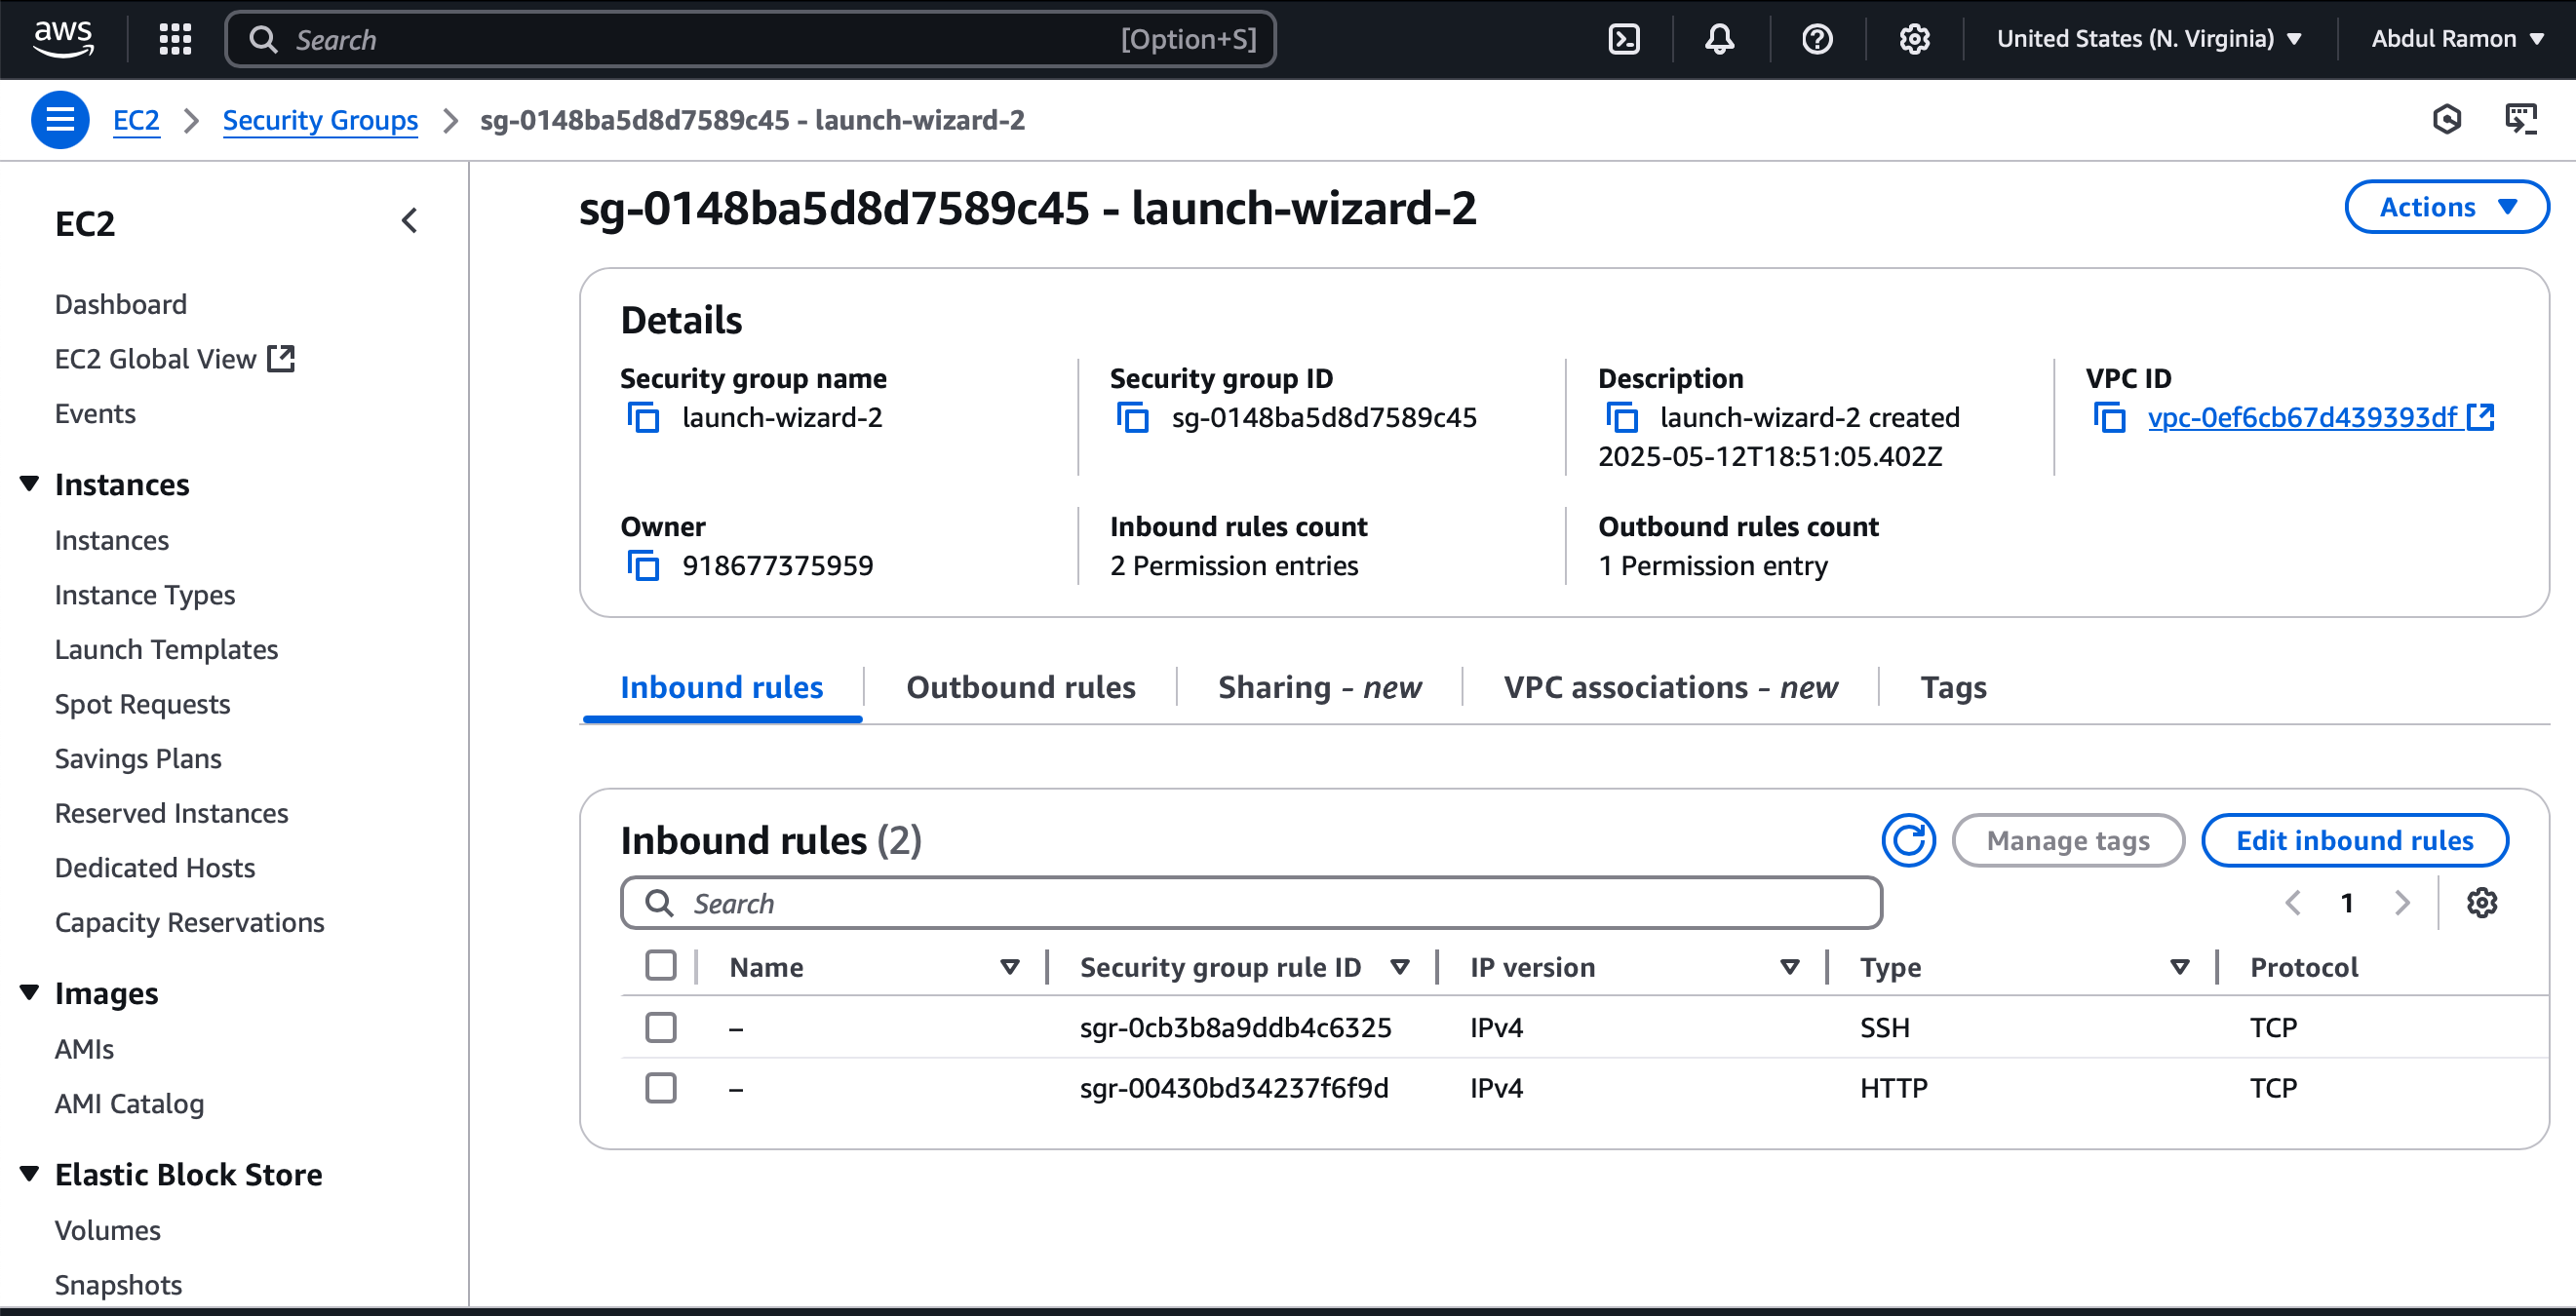 aws
Search [Option+S]
United States (N. Virginia)
Abdul Ramon
EC2
Security Groups
sg-0148ba5d8d7589c45 - launch-wizard-2
EC2
Dashboard
EC2 Global View
Events
Instances
Instances
Instance Types
Launch Templates
Spot Requests
Savings Plans
Reserved Instances
Dedicated Hosts
Capacity Reservations
Images
AMIs
AMI Catalog
Elastic Block Store
Volumes
Snapshots
sg-0148ba5d8d7589c45 - launch-wizard-2
Actions
Details
Security group name
launch-wizard-2
Security group ID
sg-0148ba5d8d7589c45
Description
launch-wizard-2 created
2025-05-12T18:51:05.402Z
VPC ID
vpc-0ef6cb67d439393df
Owner
918677375959
Inbound rules count
2 Permission entries
Outbound rules count
1 Permission entry
Inbound rules
Outbound rules
Sharing - new
VPC associations - new
Tags
Inbound rules (2)
Manage tags
Edit inbound rules
Search
1
Name Security group rule ID IP version Type Protocol
– sgr-0cb3b8a9ddb4c6325 IPv4 SSH TCP
– sgr-00430bd34237f6f9d IPv4 HTTP TCP